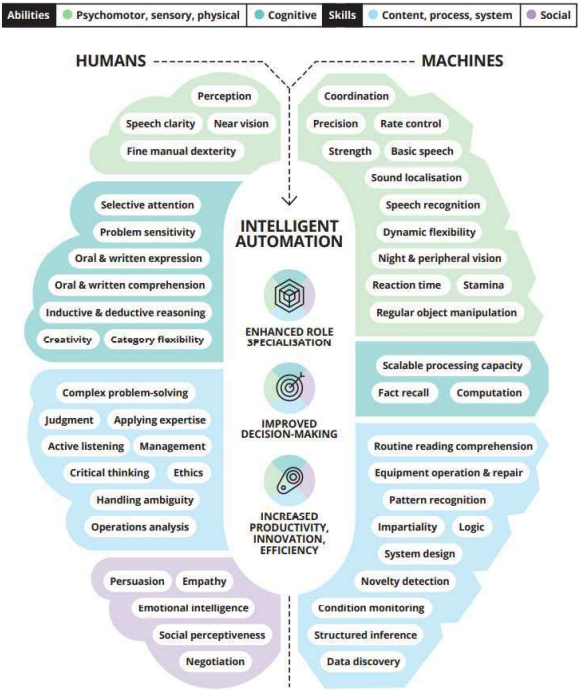 Abilities Psychomotor, sensory, physical Cognitive Skills Content, process, system Social
HUMANS
MACHINES
Perception
Speech clarity Near vision
Fine manual dexterity
Selective attention
Problem sensitivity
Oral & written expression
Oral & written comprehension
Inductive & deductive reasoning
Creativity Category flexibility
Complex problem-solving
Judgment Applying expertise
Active listening Management
Critical thinking Ethics
Handling ambiguity
Operations analysis
Persuasion Empathy
Emotional intelligence
Social perceptiveness
Negotiation
INTELLIGENT
AUTOMATION
ENHANCED ROLE
SPECIALISATION
IMPROVED
DECISION-MAKING
INCREASED
PRODUCTIVITY,
INNOVATION,
EFFICIENCY
Coordination
Precision Rate control
Strength Basic speech
Sound localisation
Speech recognition
Dynamic flexibility
Night & peripheral vision
Reaction time Stamina
Regular object manipulation
Scalable processing capacity
Fact recall Computation
Routine reading comprehension
Equipment operation & repair
Pattern recognition
Impartiality Logic
System design
Novelty detection
Condition monitoring
Structured inference
Data discovery